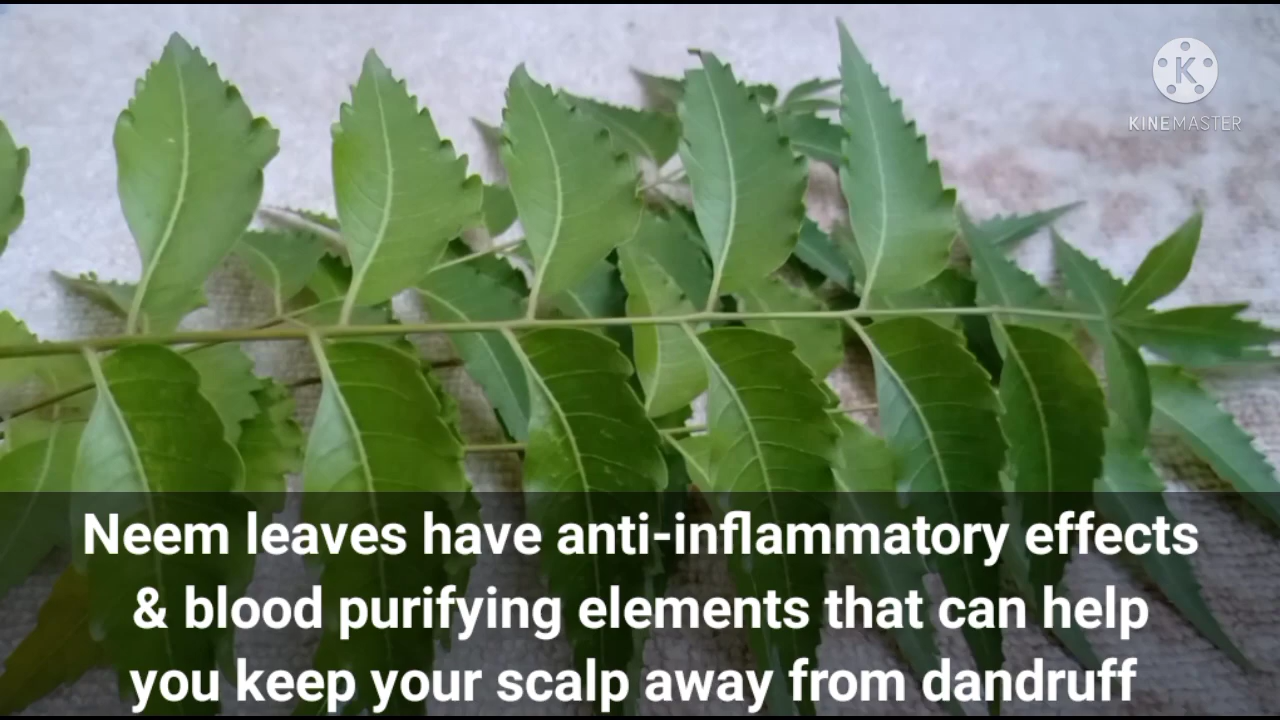 K
KINEMASTER
Neem leaves have anti-inflammatory effects
& blood purifying elements that can help
you keep your scalp away from dandruff